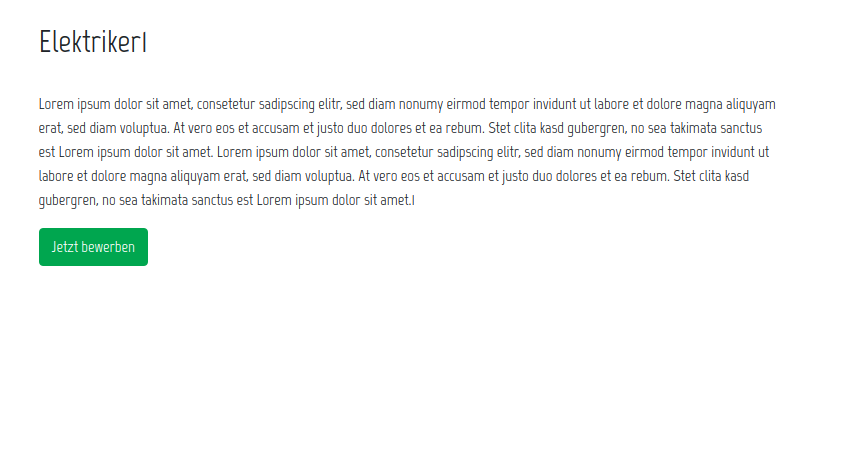 Elektriker1
Lorem ipsum dolor sit amet, consetetur sadipscing elitr, sed diam nonumy eirmod tempor invidunt ut labore et dolore magna aliquyam
erat, sed diam voluptua. At vero eos et accusam et justo duo dolores et ea rebum. Stet clita kasd gubergren, no sea takimata sanctus
est Lorem ipsum dolor sit amet. Lorem ipsum dolor sit amet, consetetur sadipscing elitr, sed diam nonumy eirmod tempor invidunt ut
labore et dolore magna aliquyam erat, sed diam voluptua. At vero eos et accusam et justo duo dolores et ea rebum. Stet clita kasd
gubergren, no sea takimata sanctus est Lorem ipsum dolor sit amet.1
Jetzt bewerben